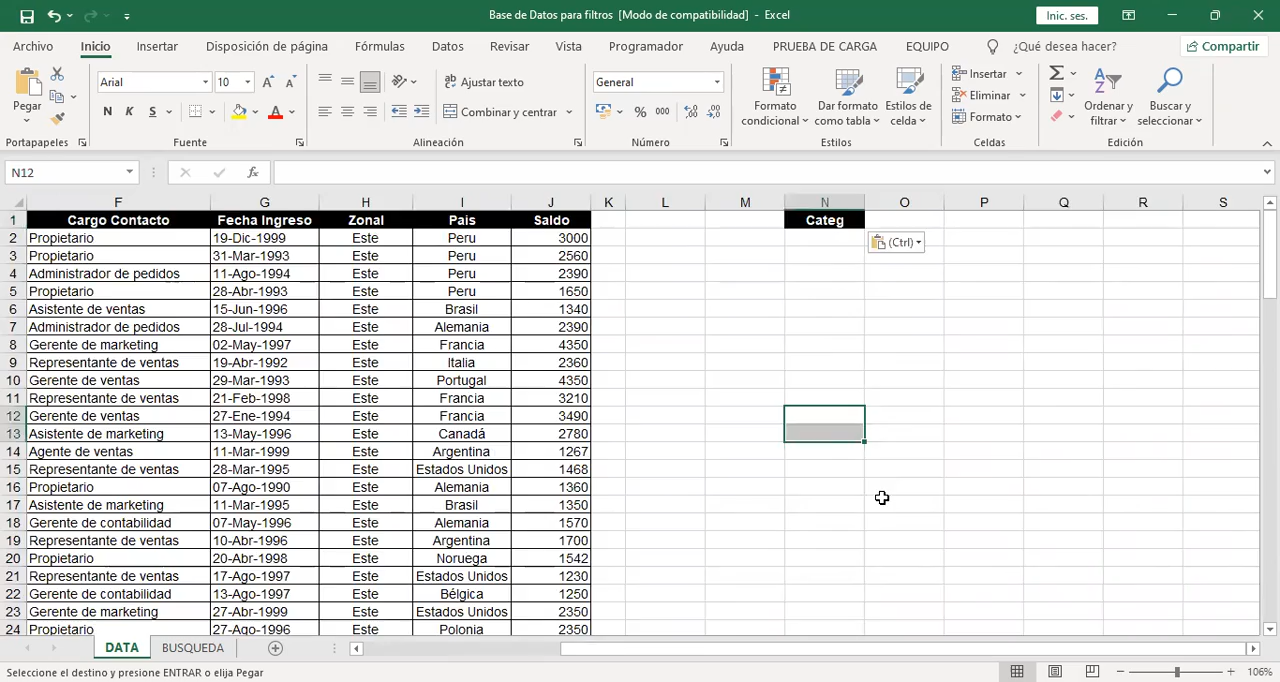 Base de Datos para filtros [Modo de compatibilidad] - Excel
Inic. ses.
Archivo Inicio Insertar Disposición de página Fórmulas Datos Revisar Vista Programador Ayuda PRUEBA DE CARGA EQUIPO ¿Qué desea hacer? Compartir
Pegar
Portapapeles
Arial 10
N K S
Fuente
Ajustar texto
Combinar y centrar
Alineación
General
% 000
Número
Formato condicional
Dar formato como tabla
Estilos de celda
Estilos
Insertar
Eliminar
Formato
Celdas
Ordenar y filtrar
Buscar y seleccionar
Edición
N12 fx
F G H I J K L M N O P Q R S
1 Cargo Contacto Fecha Ingreso Zonal Pais Saldo Categ
2 Propietario 19-Dic-1999 Este Peru 3000 (Ctrl)
3 Propietario 31-Mar-1993 Este Peru 2560
4 Administrador de pedidos 11-Ago-1994 Este Peru 2390
5 Propietario 28-Abr-1993 Este Peru 1650
6 Asistente de ventas 15-Jun-1996 Este Brasil 1340
7 Administrador de pedidos 28-Jul-1994 Este Alemania 2390
8 Gerente de marketing 02-May-1997 Este Francia 4350
9 Representante de ventas 19-Abr-1992 Este Italia 2360
10 Gerente de ventas 29-Mar-1993 Este Portugal 4350
11 Representante de ventas 21-Feb-1998 Este Francia 3210
12 Gerente de ventas 27-Ene-1994 Este Francia 3490
13 Asistente de marketing 13-May-1996 Este Canadá 2780
14 Agente de ventas 11-Mar-1999 Este Argentina 1267
15 Representante de ventas 28-Mar-1995 Este Estados Unidos 1468
16 Propietario 07-Ago-1990 Este Alemania 1360
17 Asistente de marketing 11-Mar-1995 Este Brasil 1350
18 Gerente de contabilidad 07-May-1996 Este Alemania 1570
19 Representante de ventas 10-Abr-1996 Este Argentina 1700
20 Propietario 20-Abr-1998 Este Noruega 1542
21 Representante de ventas 17-Ago-1997 Este Estados Unidos 1230
22 Gerente de contabilidad 13-Ago-1997 Este Bélgica 1250
23 Gerente de marketing 27-Abr-1999 Este Estados Unidos 2350
24 Propietario 27-Ago-1996 Este Polonia 2350
DATA BUSQUEDA
Seleccione el destino y presione ENTRAR o elija Pegar 106%